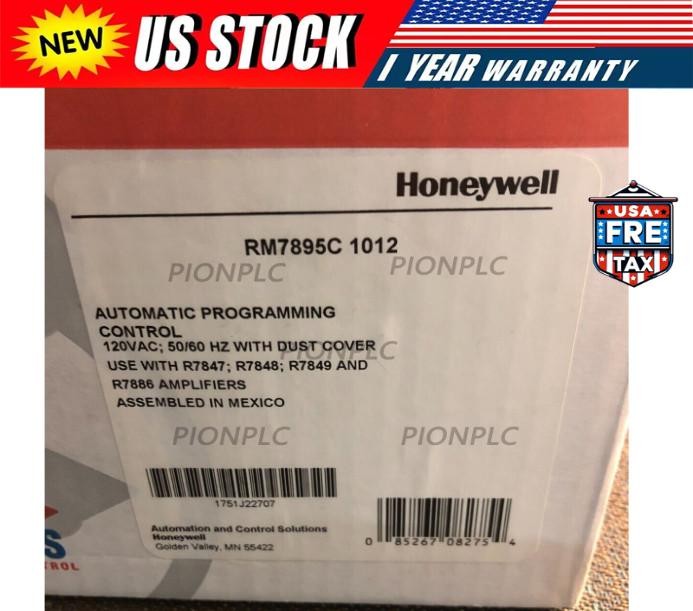 NEW
US STOCK
1 YEAR WARRANTY
Honeywell
USA
FRE
TAX
RM7895C 1012
PIONPLC
PIONPLC
AUTOMATIC PROGRAMMING
CONTROL
120VAC; 50/60 HZ WITH DUST COVER
PIONPLC
USE WITH R7847; R7848; R7849 AND
R7886 AMPLIFIERS
ASSEMBLED IN MEXICO
PIONPLC
PIONPLC
1751J22707
Automation and Control Solutions
Honeywell
Golden Valley, MN 55422
0 85267 08275 4
S
ROL